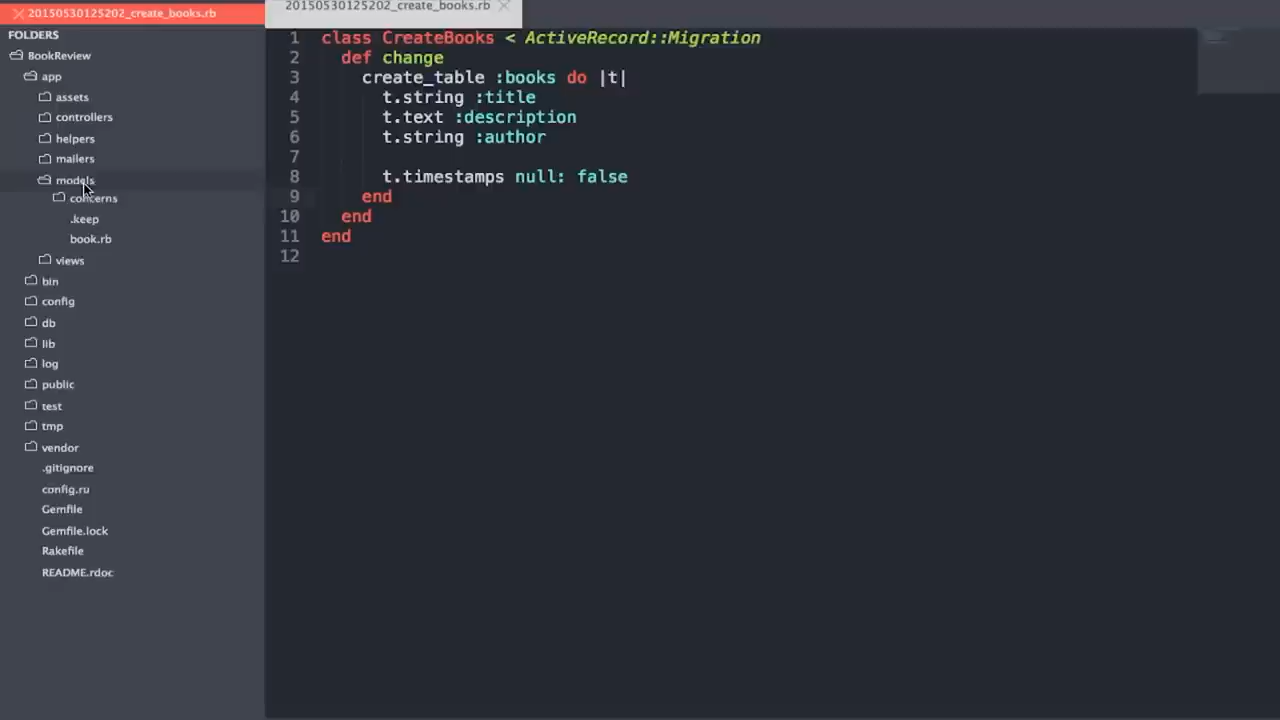 20150530125202_create_books.rb
FOLDERS
BookReview
app
assets
controllers
helpers
mailers
models
concerns
.keep
book.rb
views
bin
config
db
lib
log
public
test
tmp
vendor
.gitignore
config.ru
Gemfile
Gemfile.lock
Rakefile
README.rdoc
20150530125202_create_books.rb
1 class CreateBooks < ActiveRecord::Migration
2 def change
3 create_table :books do |t|
4 t.string :title
5 t.text :description
6 t.string :author
7
8 t.timestamps null: false
9 end
10 end
11 end
12